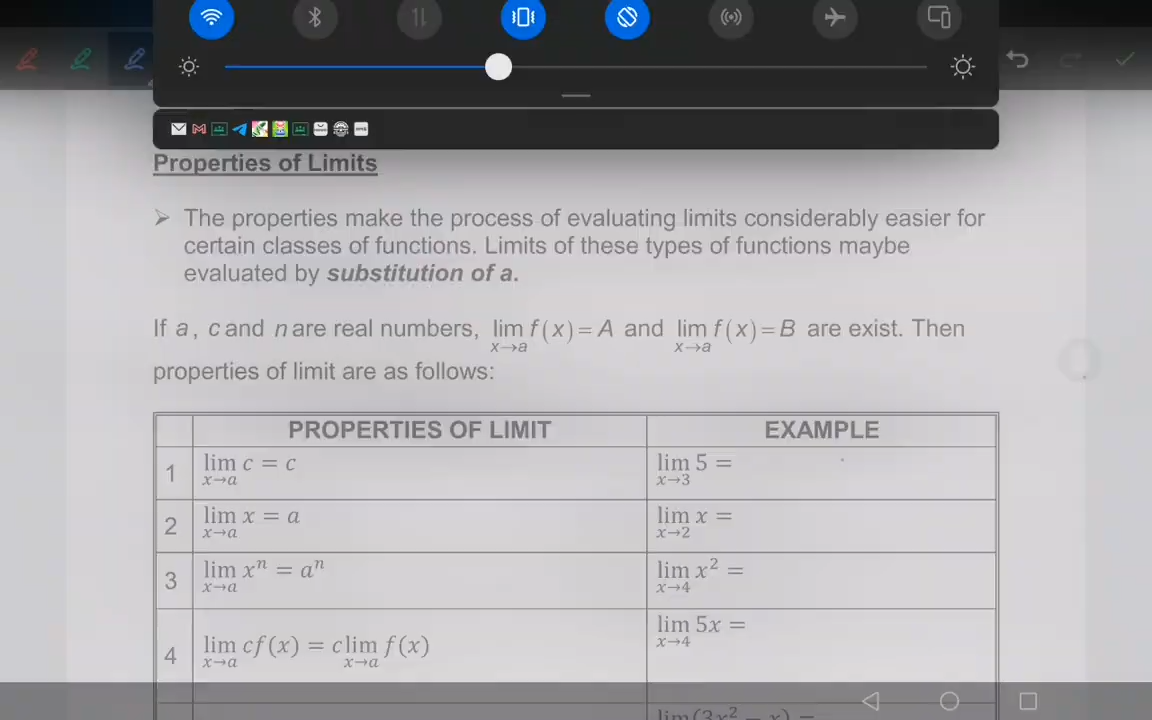 Properties of Limits
➢ The properties make the process of evaluating limits considerably easier for
certain classes of functions. Limits of these types of functions maybe
evaluated by substitution of a.
If a, c and n are real numbers, lim x→a f(x) = A and lim x→a f(x) = B are exist. Then
properties of limit are as follows:
PROPERTIES OF LIMIT EXAMPLE
1 lim x→a c = c lim x→3 5 =
2 lim x→a x = a lim x→2 x =
3 lim x→a xⁿ = aⁿ lim x→4 x² =
4 lim x→a cf(x) = c lim x→a f(x) lim x→4 5x =
lim(3x² − x) =